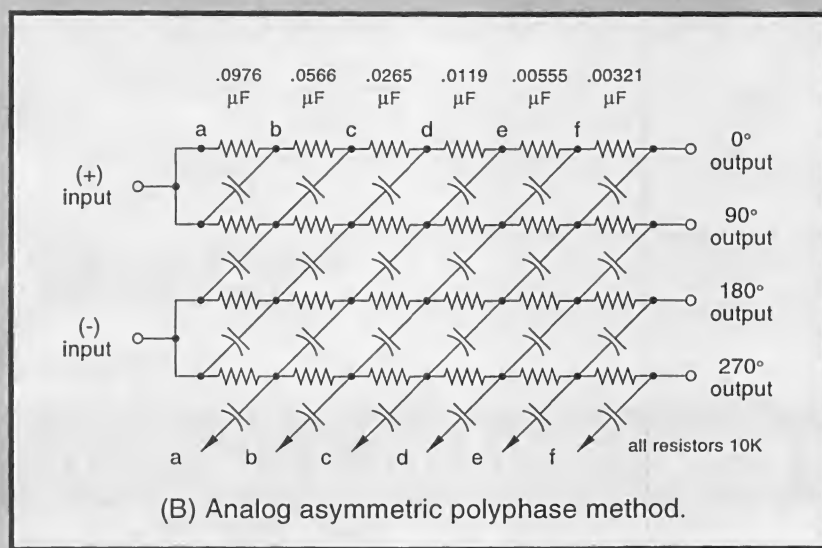 .0976 .0566 .0265 .0119 .00555 .00321
µF µF µF µF µF µF
a b c d e f
0°
output
(+)
input
90°
output
180°
output
(-)
input
270°
output
a b c d e f
all resistors 10K
(B) Analog asymmetric polyphase method.